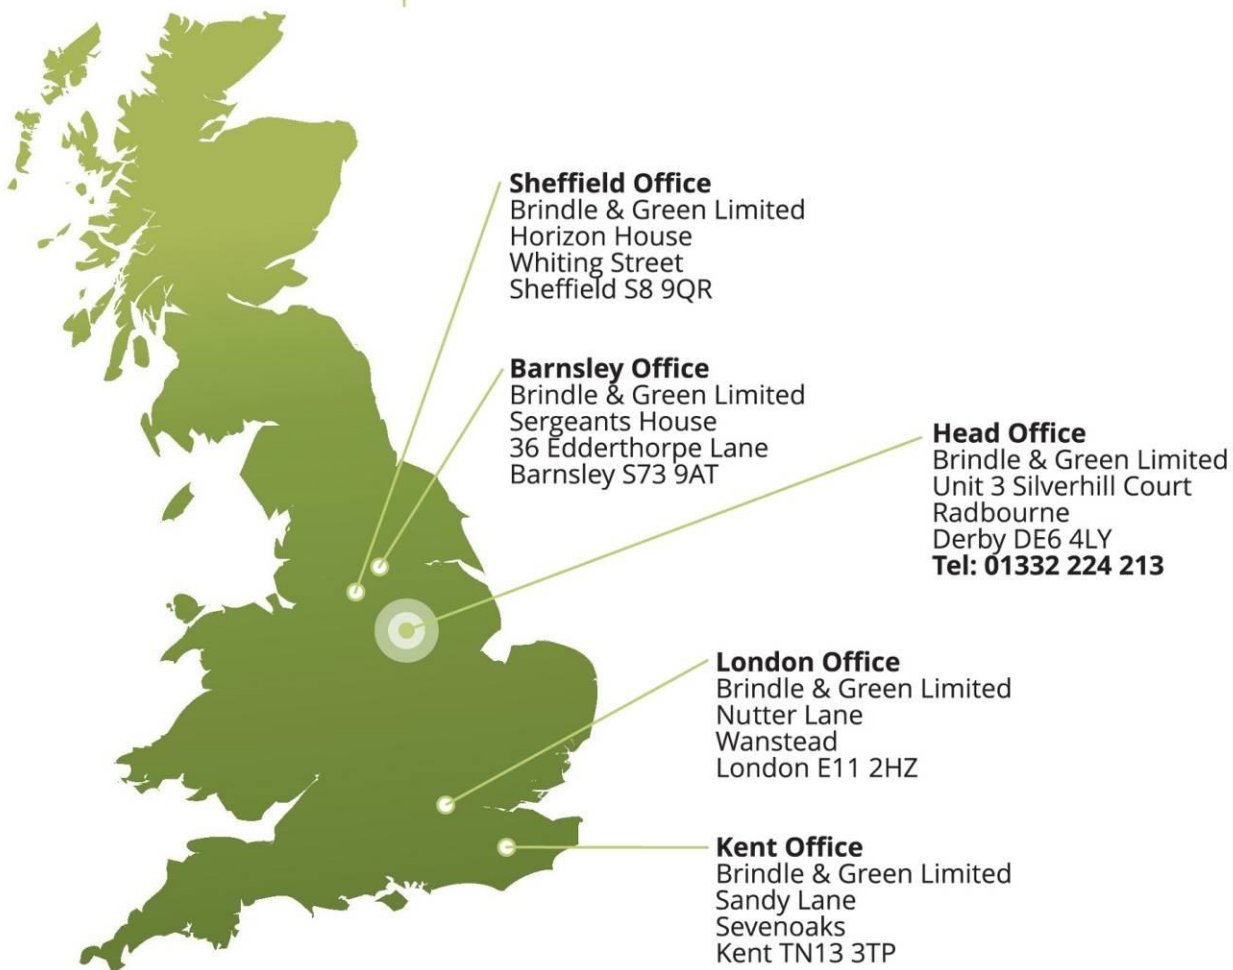 Sheffield Office
Brindle & Green Limited
Horizon House
Whiting Street
Sheffield S8 9QR
Barnsley Office
Brindle & Green Limited
Sergeants House
36 Edderthorpe Lane
Barnsley S73 9AT
Head Office
Brindle & Green Limited
Unit 3 Silverhill Court
Radbourne
Derby DE6 4LY
Tel: 01332 224 213
London Office
Brindle & Green Limited
Nutter Lane
Wanstead
London E11 2HZ
Kent Office
Brindle & Green Limited
Sandy Lane
Sevenoaks
Kent TN13 3TP